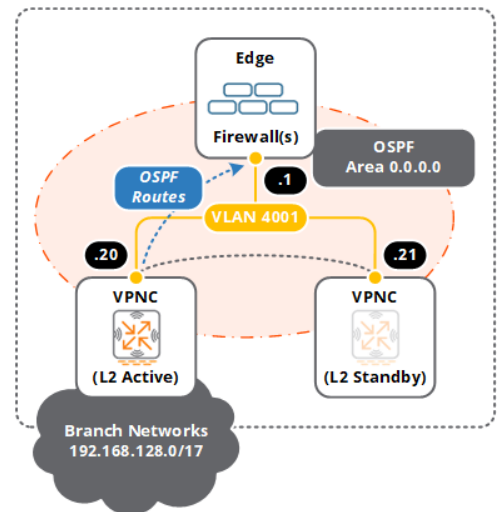 Edge
Firewall(s)
OSPF
Area 0.0.0.0
OSPF
Routes
.1
VLAN 4001
.20
.21
VPNC
(L2 Active)
VPNC
(L2 Standby)
Branch Networks
192.168.128.0/17